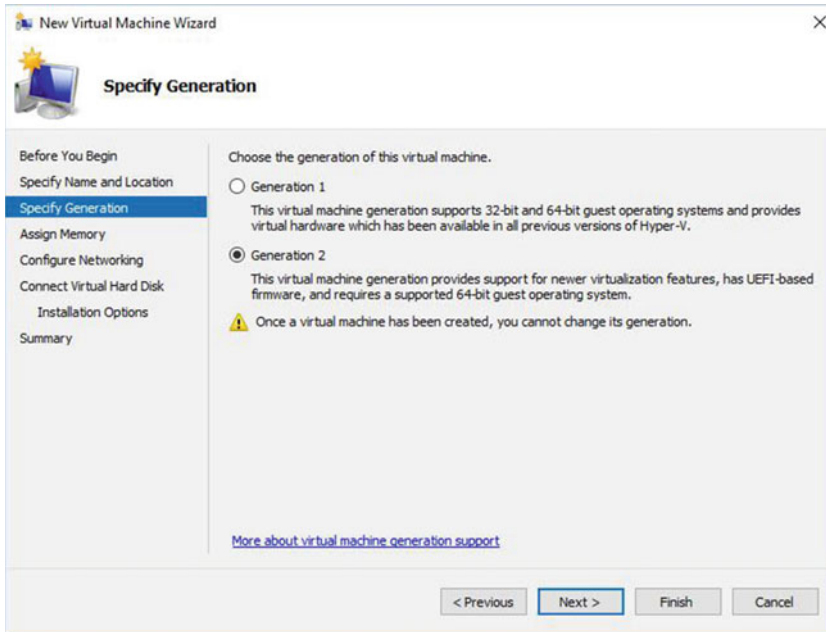 New Virtual Machine Wizard
Specify Generation
Before You Begin
Specify Name and Location
Specify Generation
Assign Memory
Configure Networking
Connect Virtual Hard Disk
Installation Options
Summary
Choose the generation of this virtual machine.
Generation 1
This virtual machine generation supports 32-bit and 64-bit guest operating systems and provides
virtual hardware which has been available in all previous versions of Hyper-V.
Generation 2
This virtual machine generation provides support for newer virtualization features, has UEFI-based
firmware, and requires a supported 64-bit guest operating system.
Once a virtual machine has been created, you cannot change its generation.
More about virtual machine generation support
< Previous
Next >
Finish
Cancel